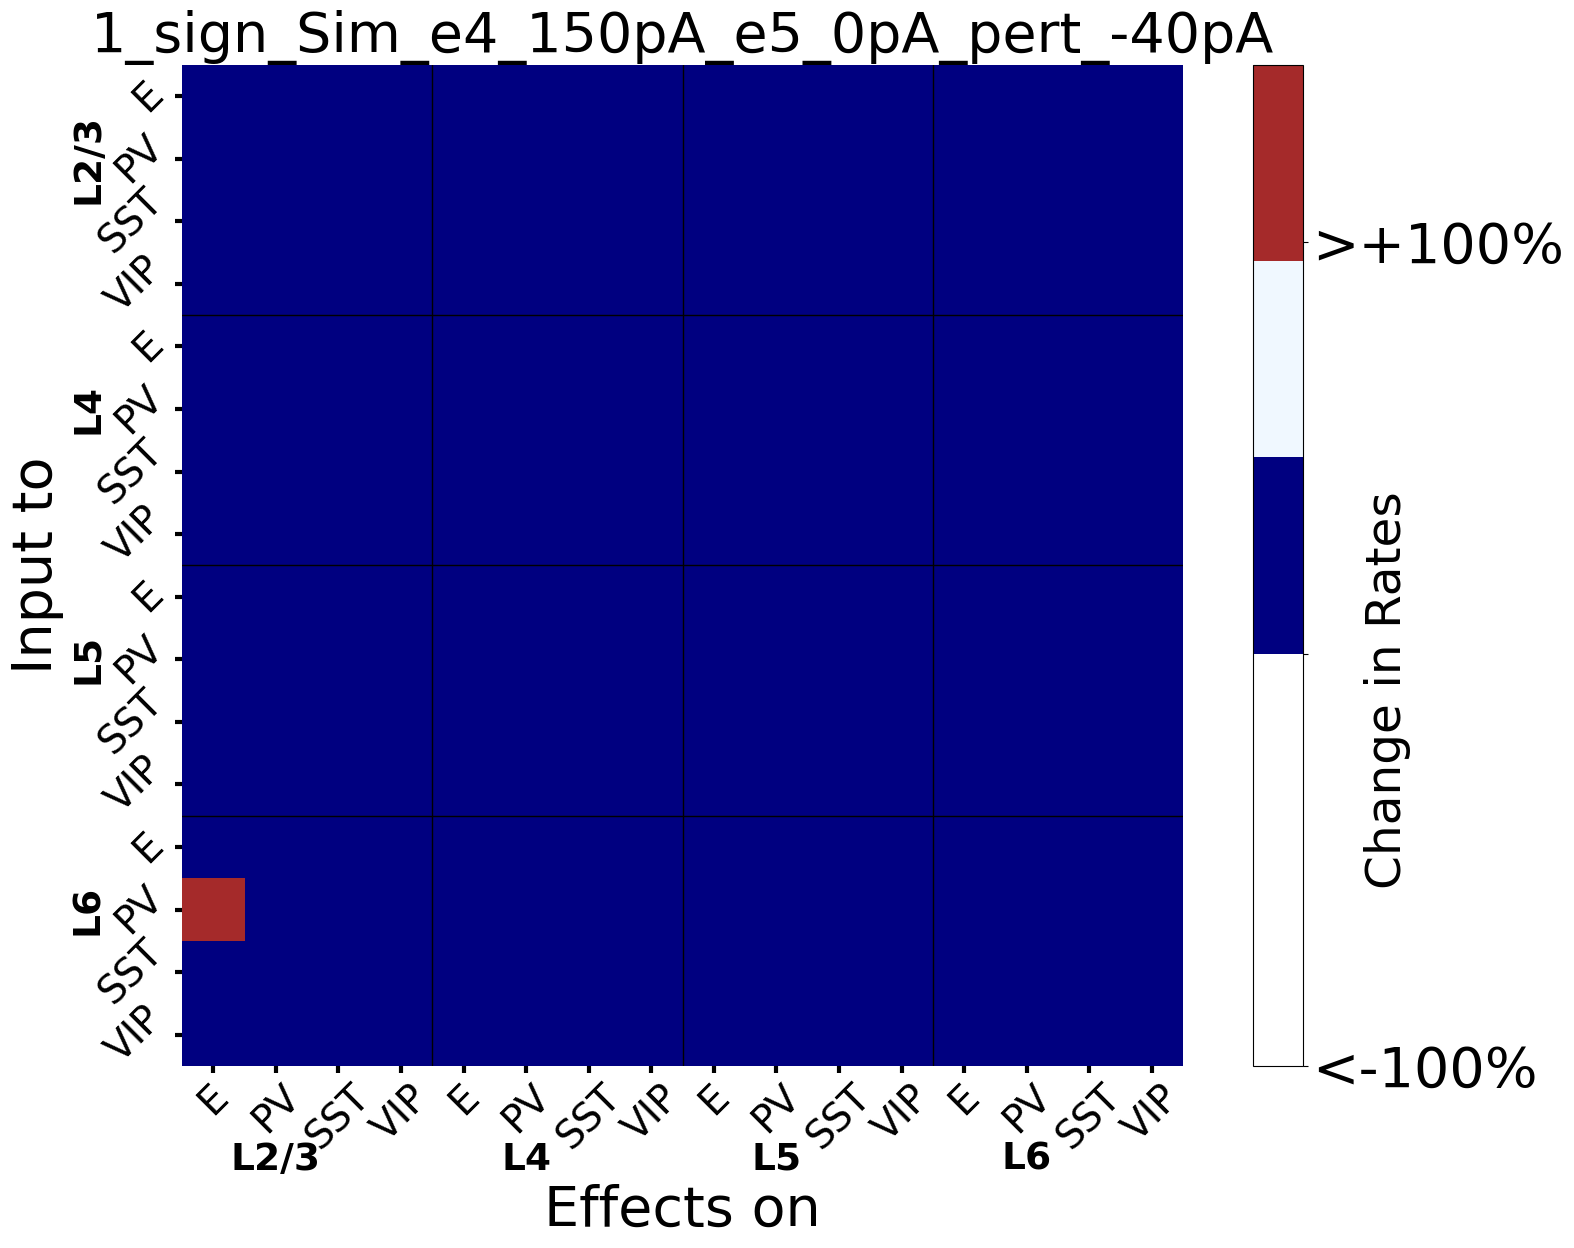 1_sign_Sim_e4_150pA_e5_0pA_pert_-40pA
Input to
L2/3
E
PV
SST
VIP
L4
E
PV
SST
VIP
L5
E
PV
SST
VIP
L6
E
PV
SST
VIP
E
PV
SST
VIP
E
PV
SST
VIP
E
PV
SST
VIP
E
PV
SST
VIP
L2/3
L4
L5
L6
Effects on
>+100%
<-100%
Change in Rates